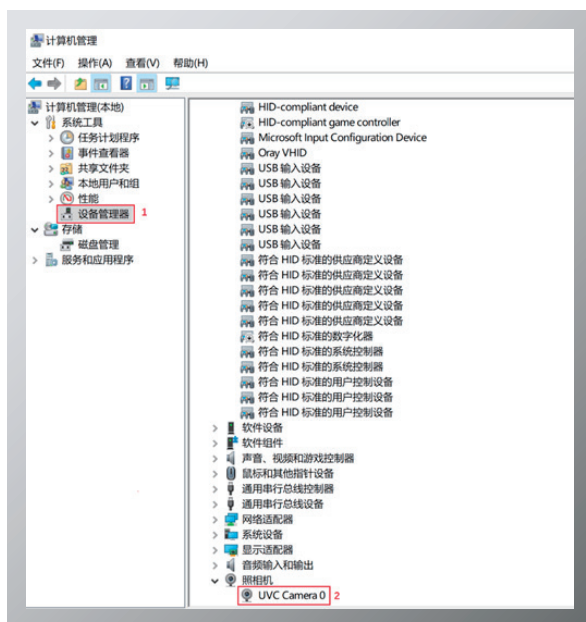 计算机管理
文件(F) 操作(A) 查看(V) 帮助(H)
计算机管理(本地)
系统工具
任务计划程序
事件查看器
共享文件夹
本地用户和组
性能
设备管理器 1
存储
磁盘管理
服务和应用程序
HID-compliant device
HID-compliant game controller
Microsoft Input Configuration Device
Oray VHID
USB 输入设备
USB 输入设备
USB 输入设备
USB 输入设备
USB 输入设备
USB 输入设备
符合 HID 标准的供应商定义设备
符合 HID 标准的供应商定义设备
符合 HID 标准的供应商定义设备
符合 HID 标准的供应商定义设备
符合 HID 标准的供应商定义设备
符合 HID 标准的数字化器
符合 HID 标准的系统控制器
符合 HID 标准的系统控制器
符合 HID 标准的用户控制设备
符合 HID 标准的用户控制设备
符合 HID 标准的用户控制设备
软件设备
软件组件
声音、视频和游戏控制器
鼠标和其他指针设备
通用串行总线控制器
通用串行总线设备
网络适配器
系统设备
显示适配器
音频输入和输出
照相机
UVC Camera 0 2